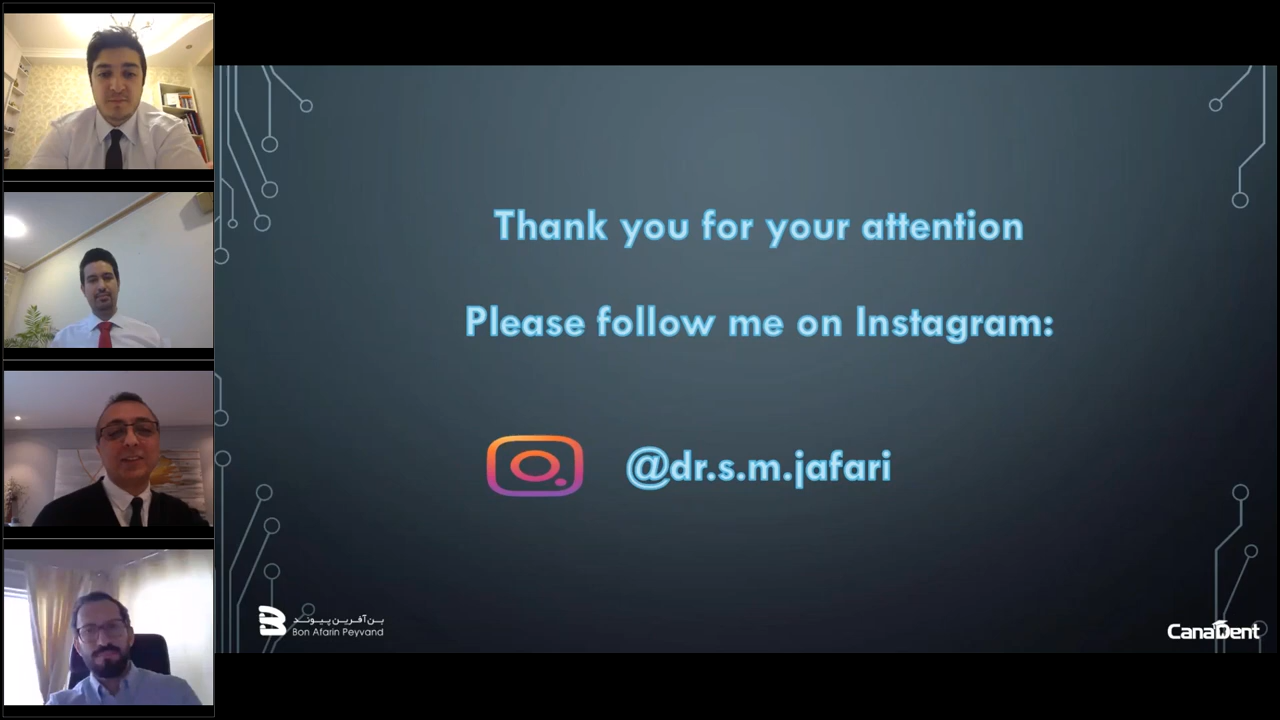 Thank you for your attention
Please follow me on Instagram:
@dr.s.m.jafari
بن‌آفرین پیوند
Bon Afarin Peyvand
CanaDent